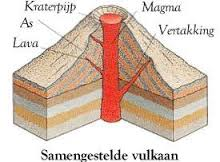 Kraterpijp
Magma
As
Vertakking
Lava
Samengestelde vulkaan